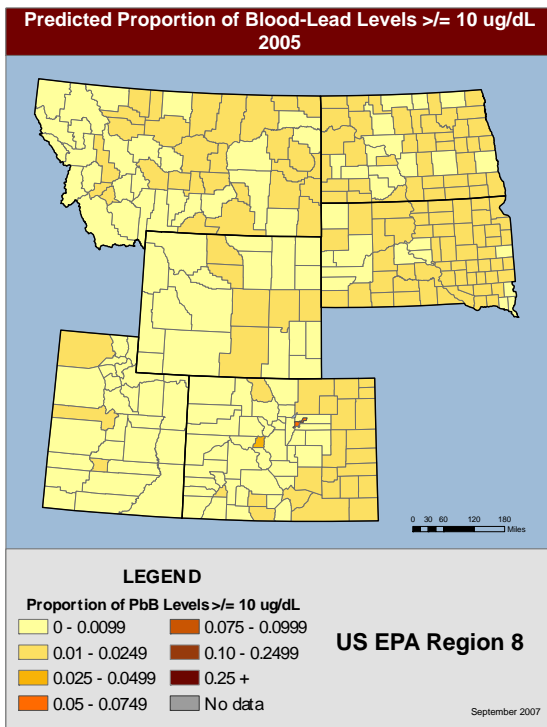 Predicted Proportion of Blood-Lead Levels >/= 10 ug/dL
2005
0 30 60 120 180
Miles
LEGEND
Proportion of PbB Levels >/= 10 ug/dL
0 - 0.0099
0.01 - 0.0249
0.025 - 0.0499
0.05 - 0.0749
0.075 - 0.0999
0.10 - 0.2499
0.25 +
No data
US EPA Region 8
September 2007